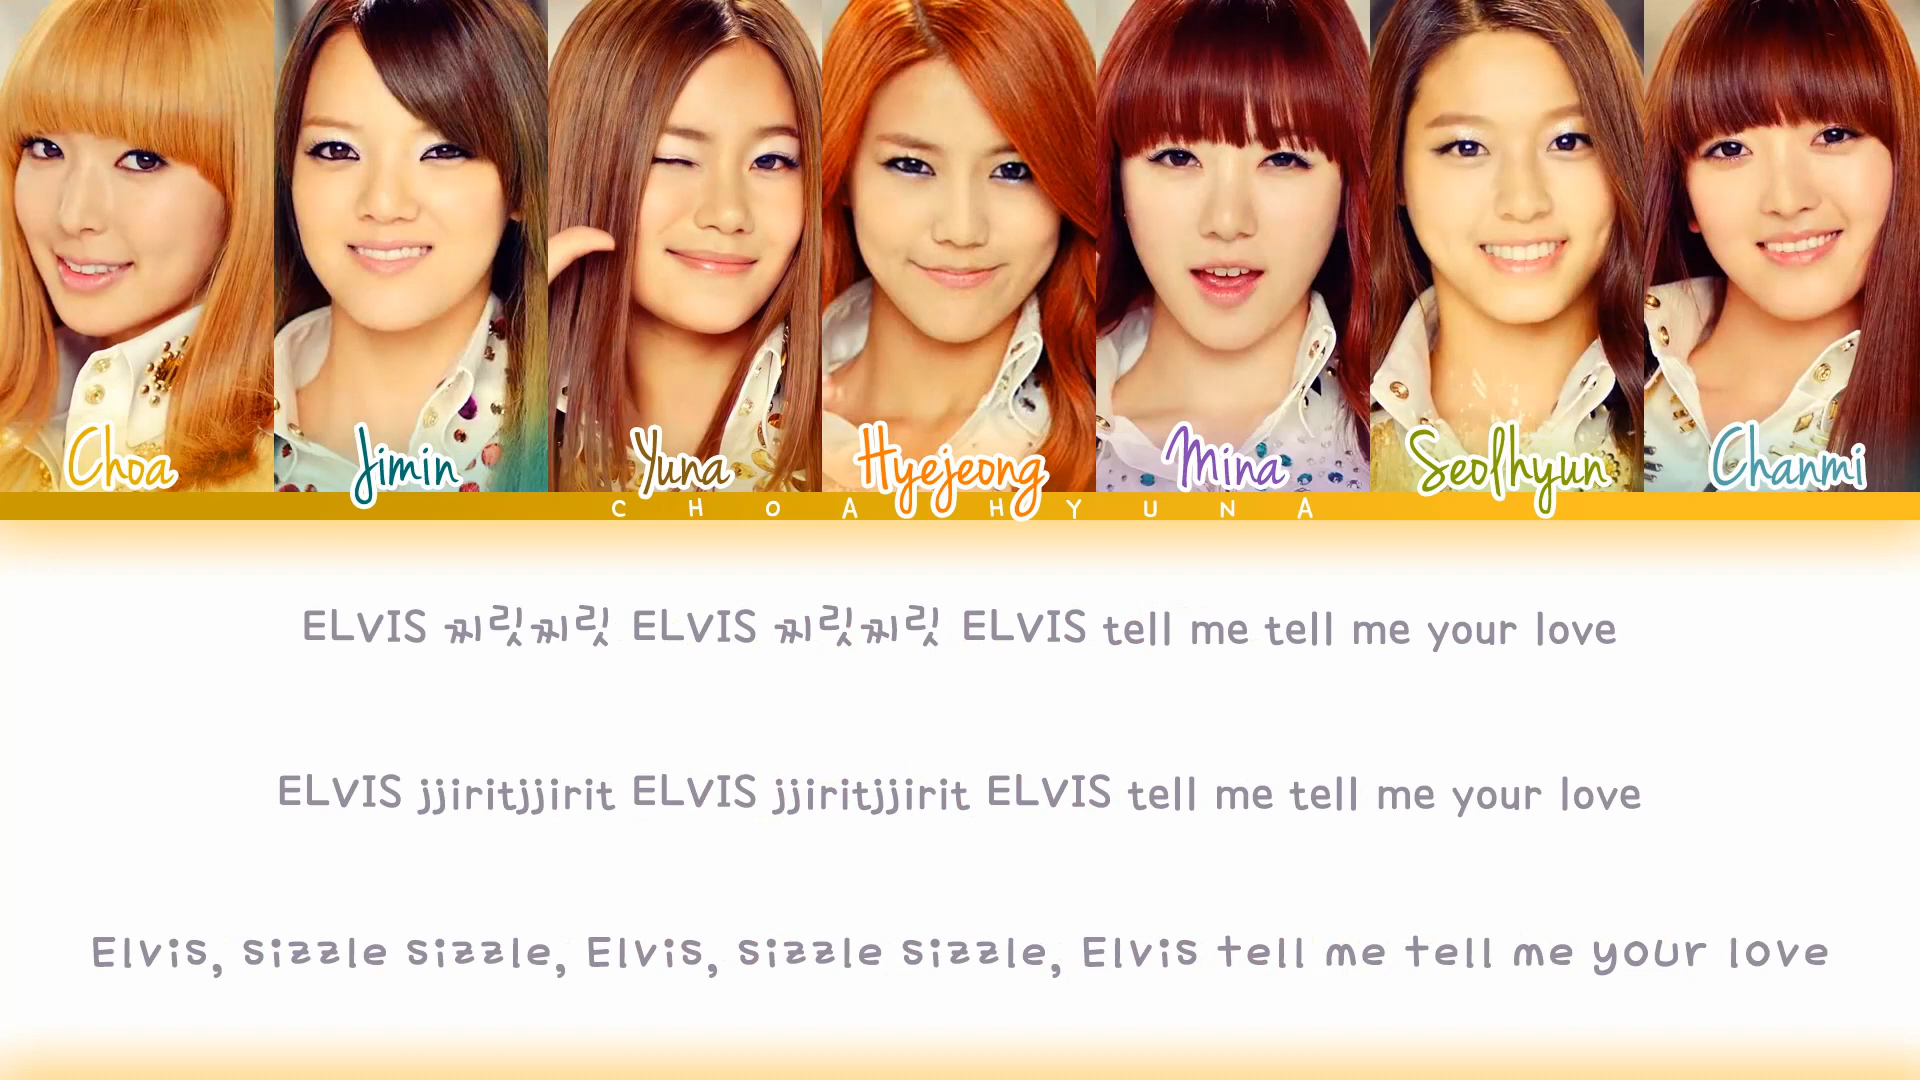 Choa Jimin Yuna Hyejeong Mina Seolhyun Chanmi
CHOAHYUNA
ELVIS 찌릿찌릿 ELVIS 찌릿찌릿 ELVIS tell me tell me your love
ELVIS jjiritjjirit ELVIS jjiritjjirit ELVIS tell me tell me your love
Elvis, sizzle sizzle, Elvis, sizzle sizzle, Elvis tell me tell me your love